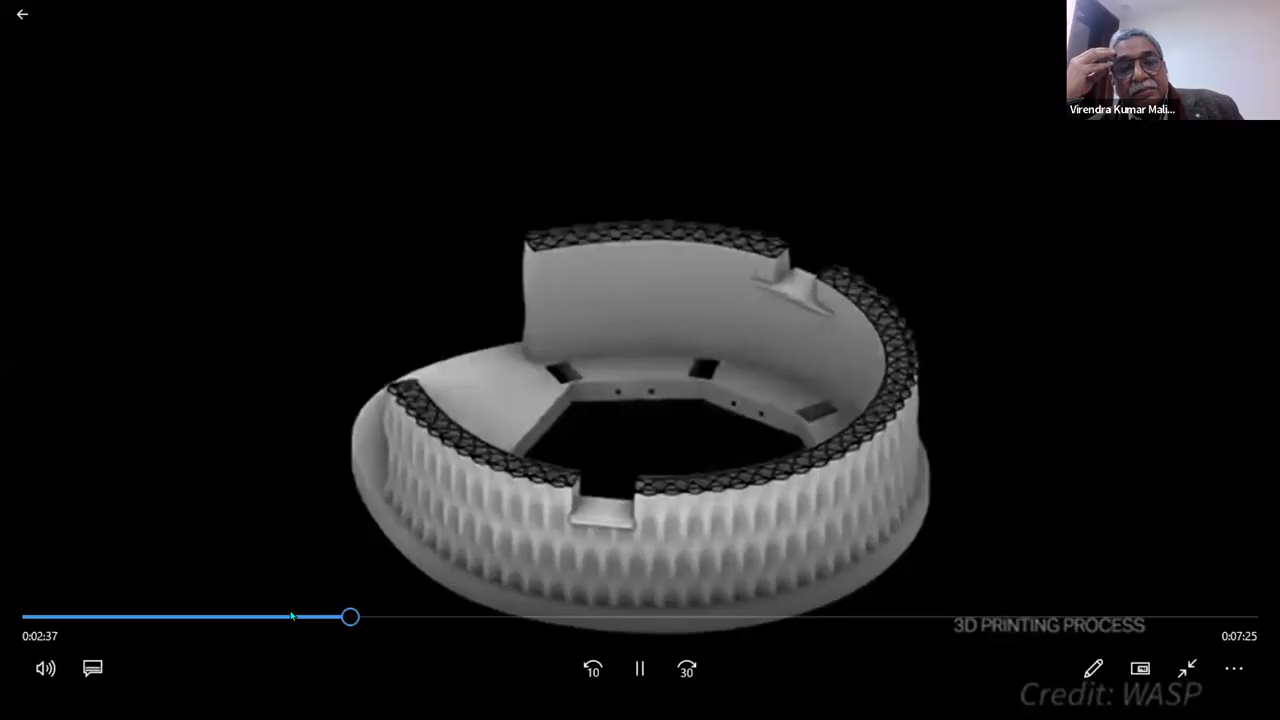 Virendra Kumar Mali...
0:02:37
3D PRINTING PROCESS
0:07:25
10
30
Credit: WASP